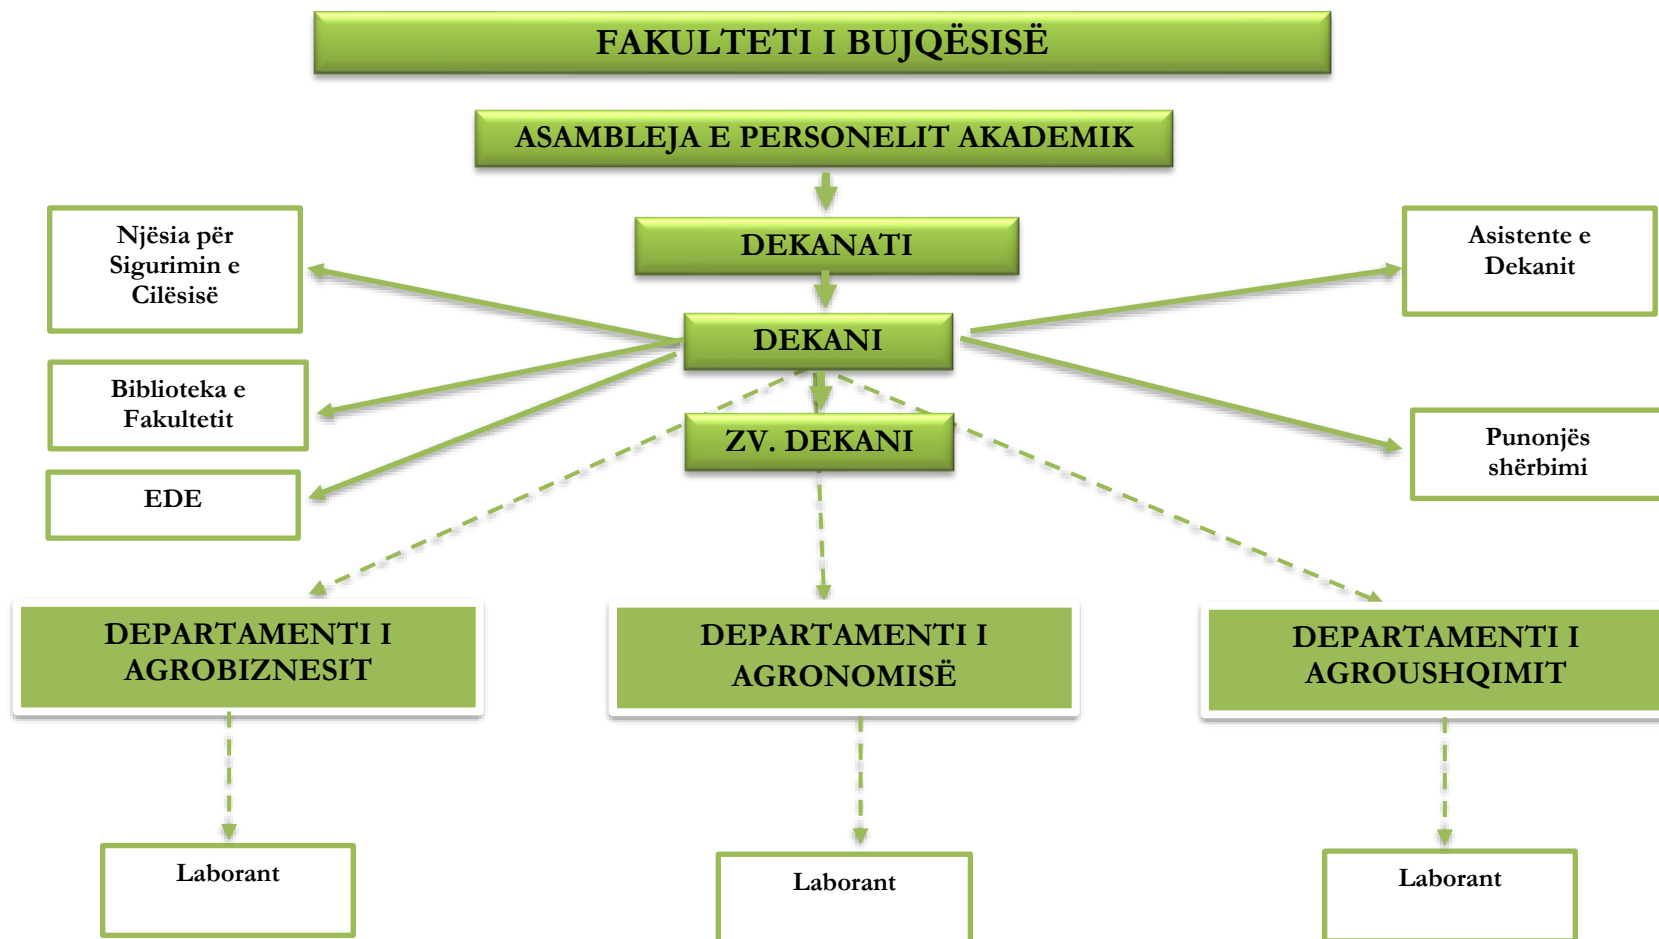 FAKULTETI I BUJQËSISË
ASAMBLEJA E PERSONELIT AKADEMIK
DEKANATI
DEKANI
ZV. DEKANI
Njësia për
Sigurimin e
Cilësisë
Biblioteka e
Fakultetit
EDE
Asistente e
Dekanit
Punonjës
shërbimi
DEPARTAMENTI I
AGROBIZNESIT
DEPARTAMENTI I
AGRONOMISË
DEPARTAMENTI I
AGROUSHQIMIT
Laborant
Laborant
Laborant